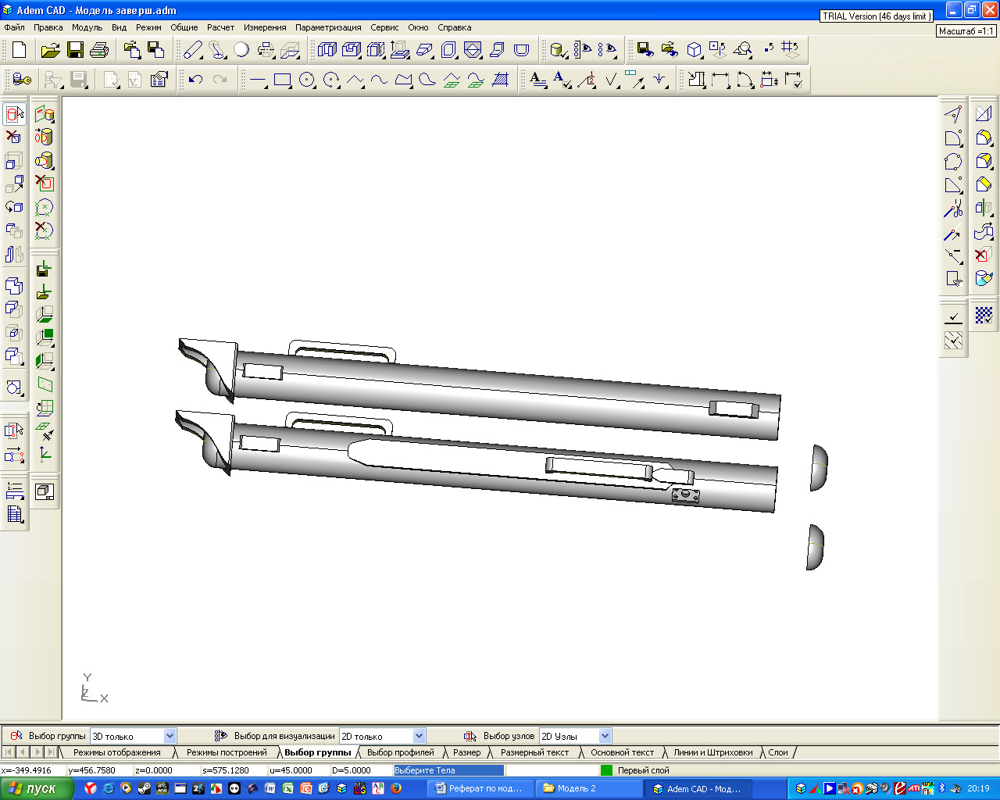 Adem CAD - Модель заверш.adm
TRIAL Version (46 days limit )
Файл Правка Модуль Вид Режим Общие Расчет Измерения Параметризация Сервис Окно Справка
Масштаб =1:1
Y
Z
X
Выбор группы 3D только Выбор для визуализации 2D только Выбор узлов 2D Узлы
Режимы отображения Режимы построений Выбор группы Выбор профилей Размер Размерный текст Основной текст Линии и Штриховки Слои
x=-349.4916 y=456.7580 z=0.0000 s=575.1280 u=45.0000 D=5.0000 Выберите Тела Первый слой
пуск Реферат по мод... Модель 2 Adem CAD - Мод... 20:19